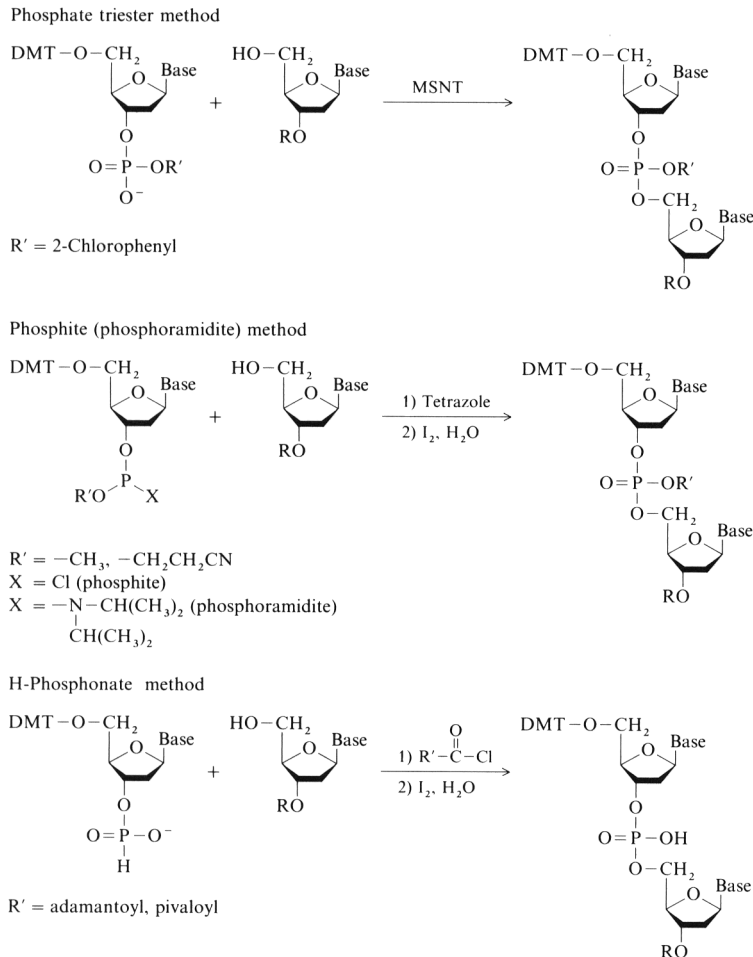 Phosphate triester method
DMT−O−CH₂
Base
O
O
O=P−OR′
O⁻
+
HO−CH₂
Base
O
RO
MSNT
DMT−O−CH₂
Base
O
O
O=P−OR′
O−CH₂
Base
O
RO
R′ = 2-Chlorophenyl
Phosphite (phosphoramidite) method
DMT−O−CH₂
Base
O
O
P
R′O
X
+
HO−CH₂
Base
O
RO
1) Tetrazole
2) I₂, H₂O
DMT−O−CH₂
Base
O
O
O=P−OR′
O−CH₂
Base
O
RO
R′ = −CH₃, −CH₂CH₂CN
X = Cl (phosphite)
X = −N−CH(CH₃)₂ (phosphoramidite)
CH(CH₃)₂
H-Phosphonate method
DMT−O−CH₂
Base
O
O
O=P−O⁻
H
+
HO−CH₂
Base
O
RO
O
1) R′−C−Cl
2) I₂, H₂O
DMT−O−CH₂
Base
O
O
O=P−OH
O−CH₂
Base
O
RO
R′ = adamantoyl, pivaloyl